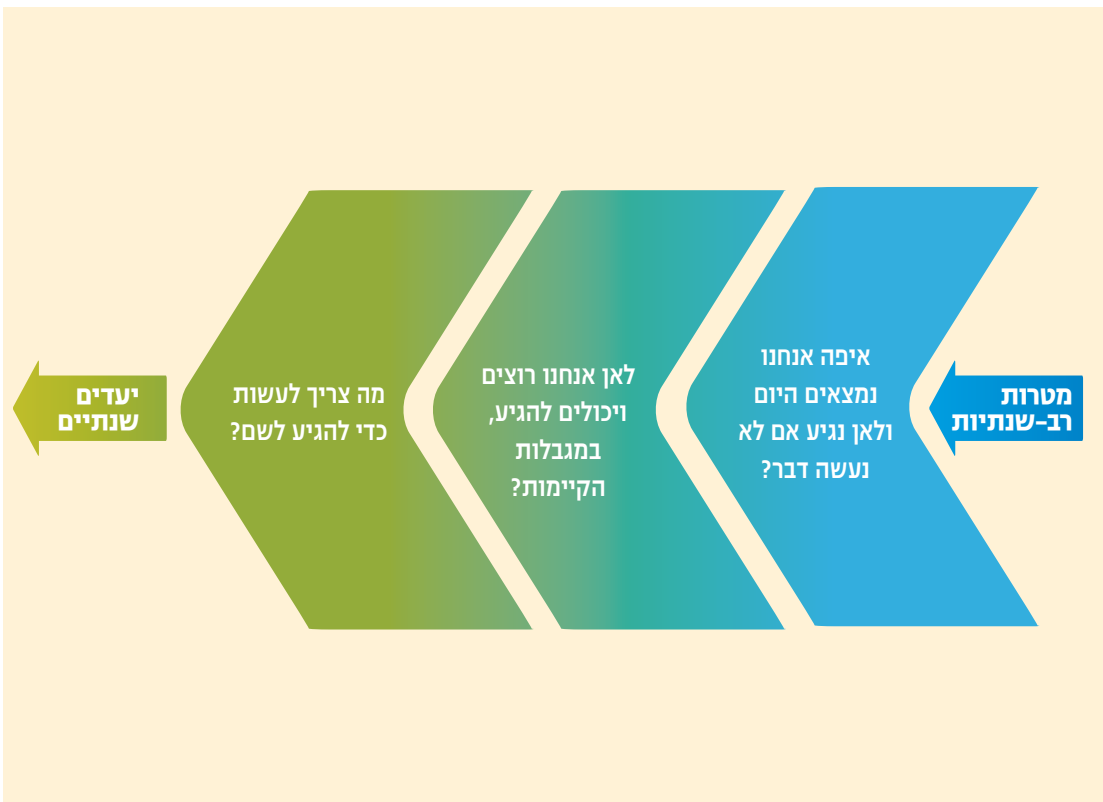 מטרות
רב-שנתיות
איפה אנחנו
נמצאים היום
ולאן נגיע אם לא
נעשה דבר?
לאן אנחנו רוצים
ויכולים להגיע,
במגבלות
הקיימות?
מה צריך לעשות
כדי להגיע לשם?
יעדים
שנתיים